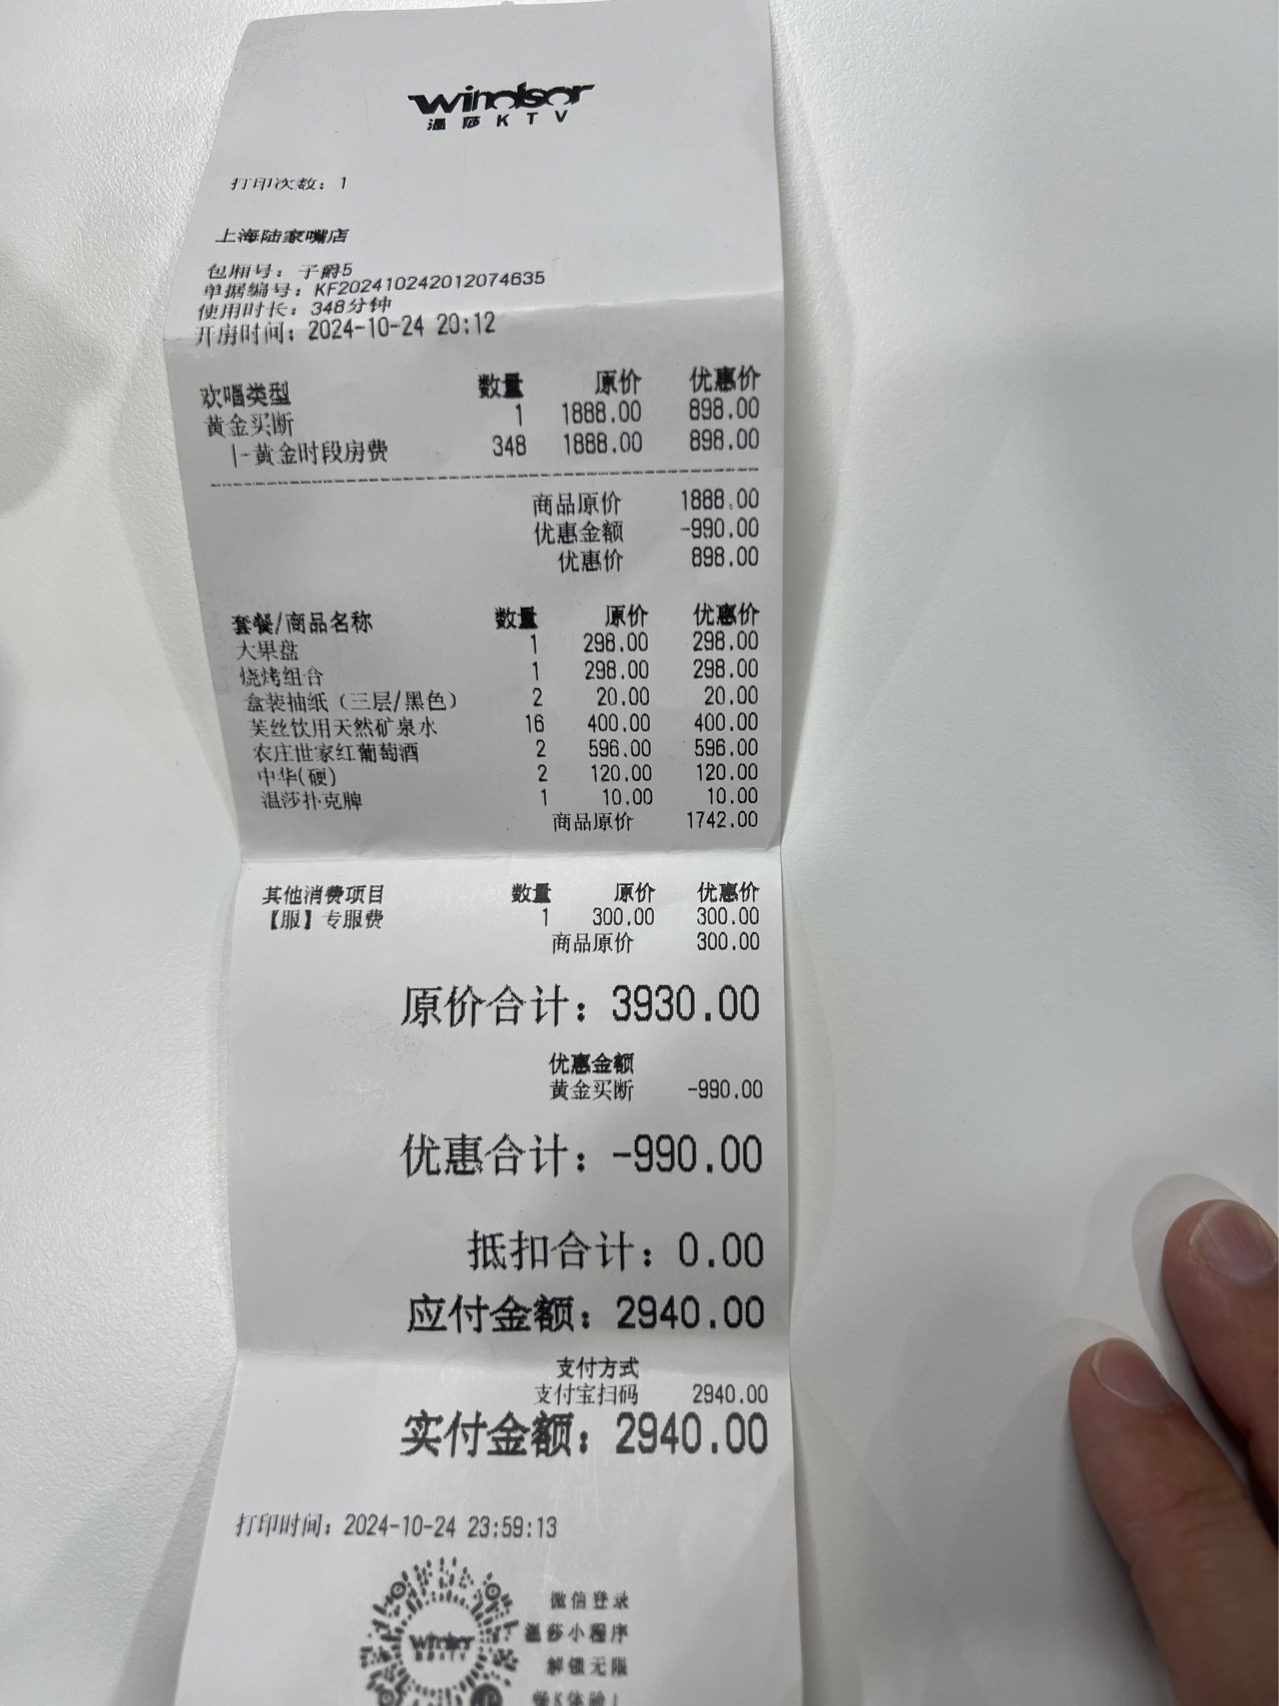 windsor
温莎KTV
打印次数：1
上海陆家嘴店
包厢号：子爵5
单据编号：KF202410242012074635
使用时长：348分钟
开房时间：2024-10-24 20:12
欢唱类型 数量 原价 优惠价
黄金买断 1 1888.00 898.00
|-黄金时段房费 348 1888.00 898.00
商品原价 1888.00
优惠金额 -990.00
优惠价 898.00
套餐/商品名称 数量 原价 优惠价
大果盘 1 298.00 298.00
烧烤组合 1 298.00 298.00
盒装抽纸（三层/黑色） 2 20.00 20.00
芙丝饮用天然矿泉水 16 400.00 400.00
农庄世家红葡萄酒 2 596.00 596.00
中华(硬) 2 120.00 120.00
温莎扑克牌 1 10.00 10.00
商品原价 1742.00
其他消费项目 数量 原价 优惠价
【服】专服费 1 300.00 300.00
商品原价 300.00
原价合计：3930.00
优惠金额
黄金买断 -990.00
优惠合计：-990.00
抵扣合计：0.00
应付金额：2940.00
支付方式
支付宝扫码 2940.00
实付金额：2940.00
打印时间：2024-10-24 23:59:13
微信登录
温莎小程序
解锁无限
K体验
windsor